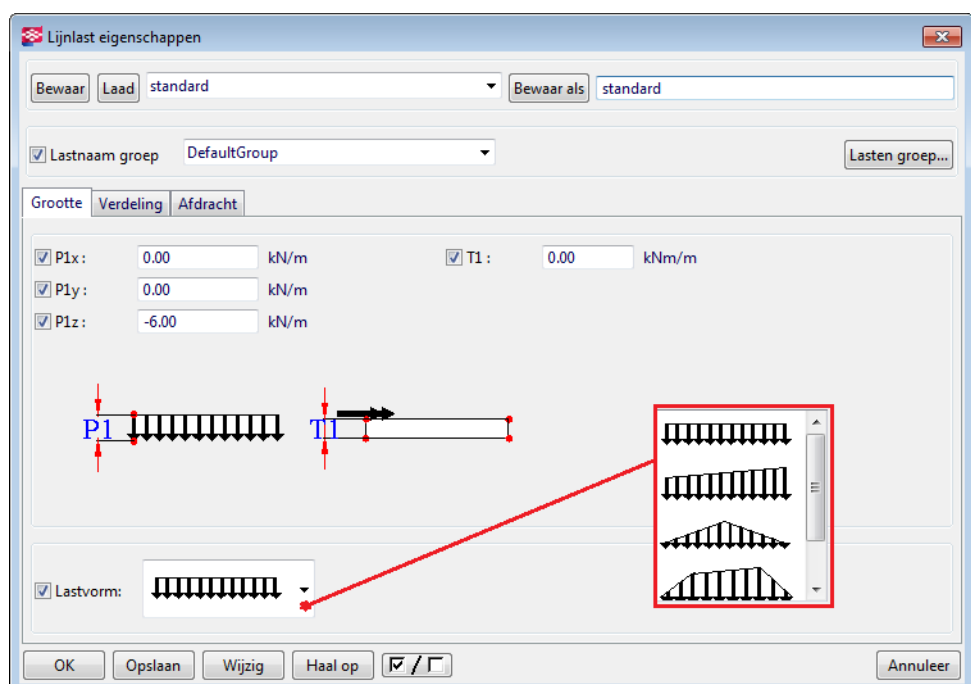 Lijnlast eigenschappen
Bewaar Laad standard Bewaar als standard
Lastnaam groep DefaultGroup Lasten groep...
Grootte Verdeling Afdracht
P1x : 0.00 kN/m T1 : 0.00 kNm/m
P1y : 0.00 kN/m
P1z : -6.00 kN/m
P1 T1
Lastvorm:
OK Opslaan Wijzig Haal op / Annuleer